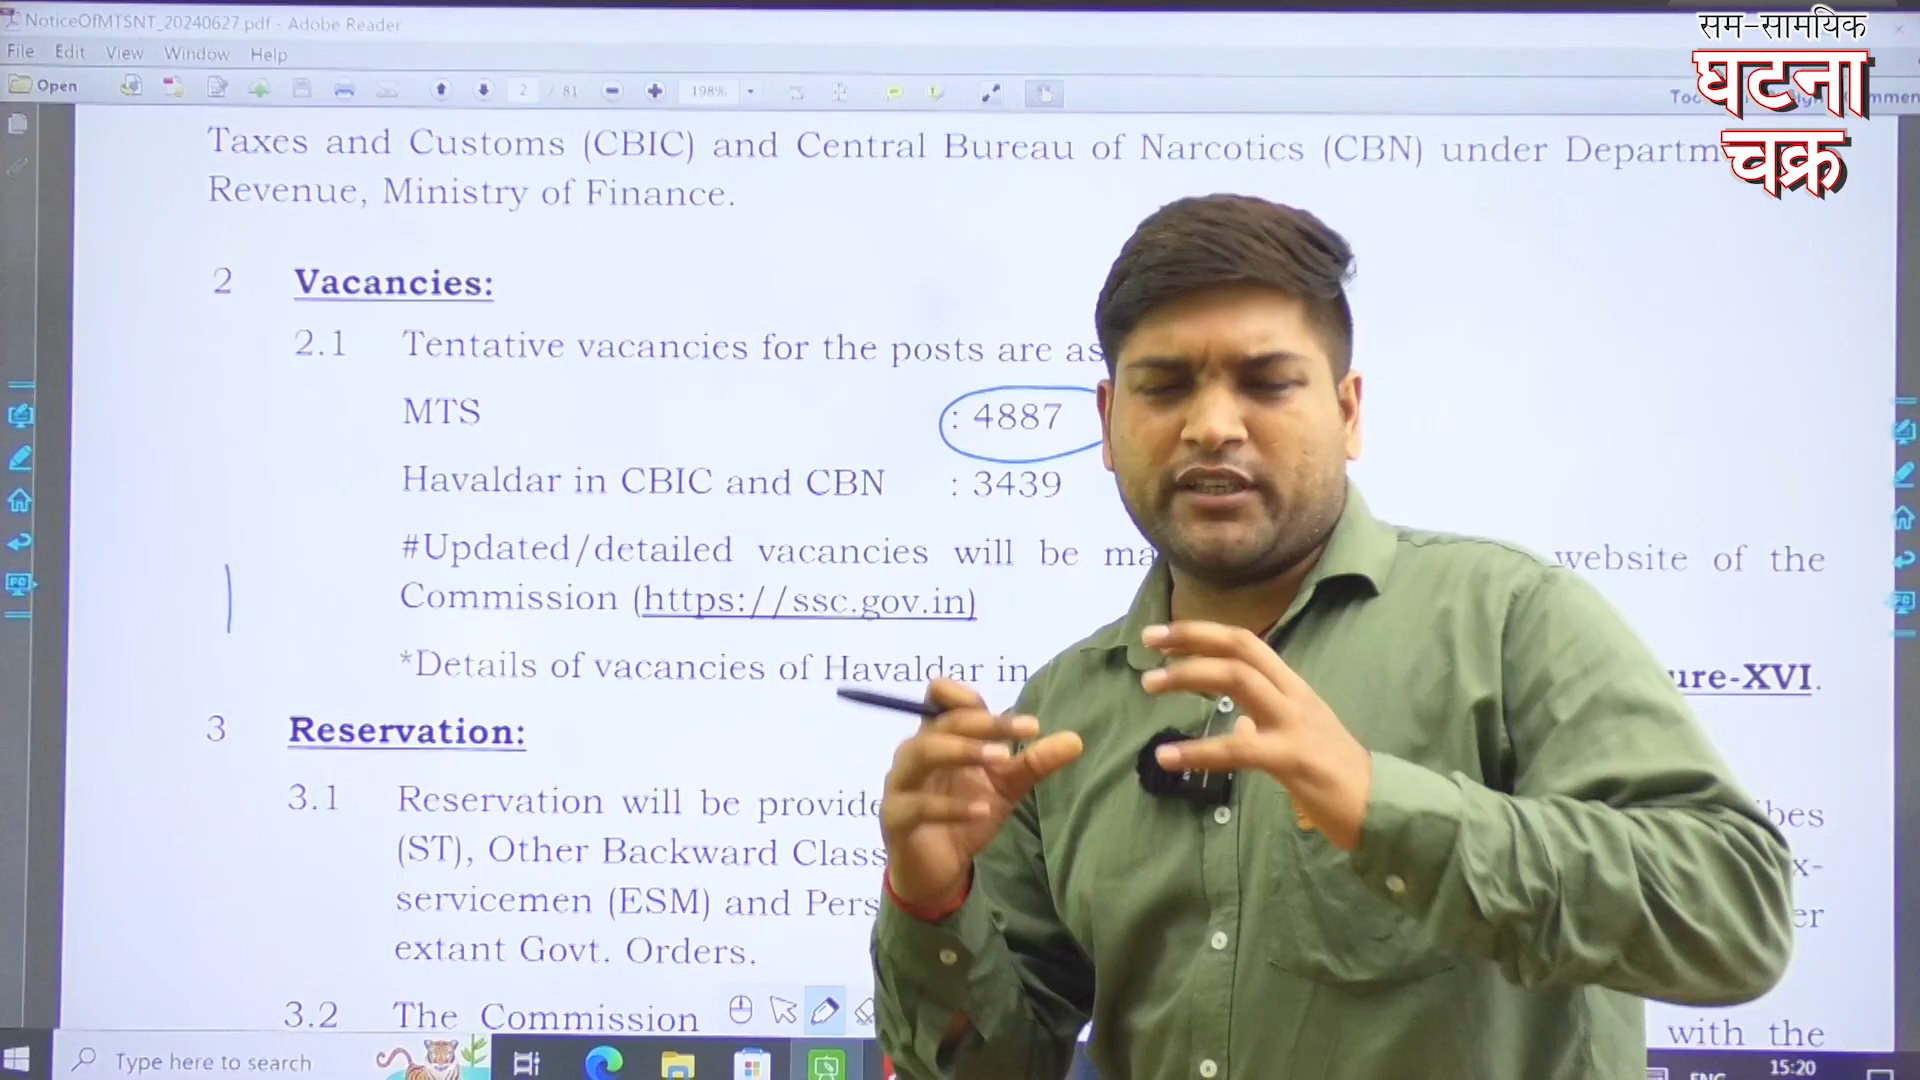 NoticeOfMTSNT_20240627.pdf - Adobe Reader
सम-सामयिक
घटना
चक्र
File Edit View Window Help
Open 2 / 81 198%
Taxes and Customs (CBIC) and Central Bureau of Narcotics (CBN) under Departm
Revenue, Ministry of Finance.
2 Vacancies:
2.1 Tentative vacancies for the posts are as
MTS : 4887
Havaldar in CBIC and CBN : 3439
#Updated/detailed vacancies will be ma website of the
Commission (https://ssc.gov.in)
*Details of vacancies of Havaldar in ure-XVI.
3 Reservation:
3.1 Reservation will be provide bes
(ST), Other Backward Class x-
servicemen (ESM) and Pers er
extant Govt. Orders.
3.2 The Commission with the
Type here to search
ENG 15:20